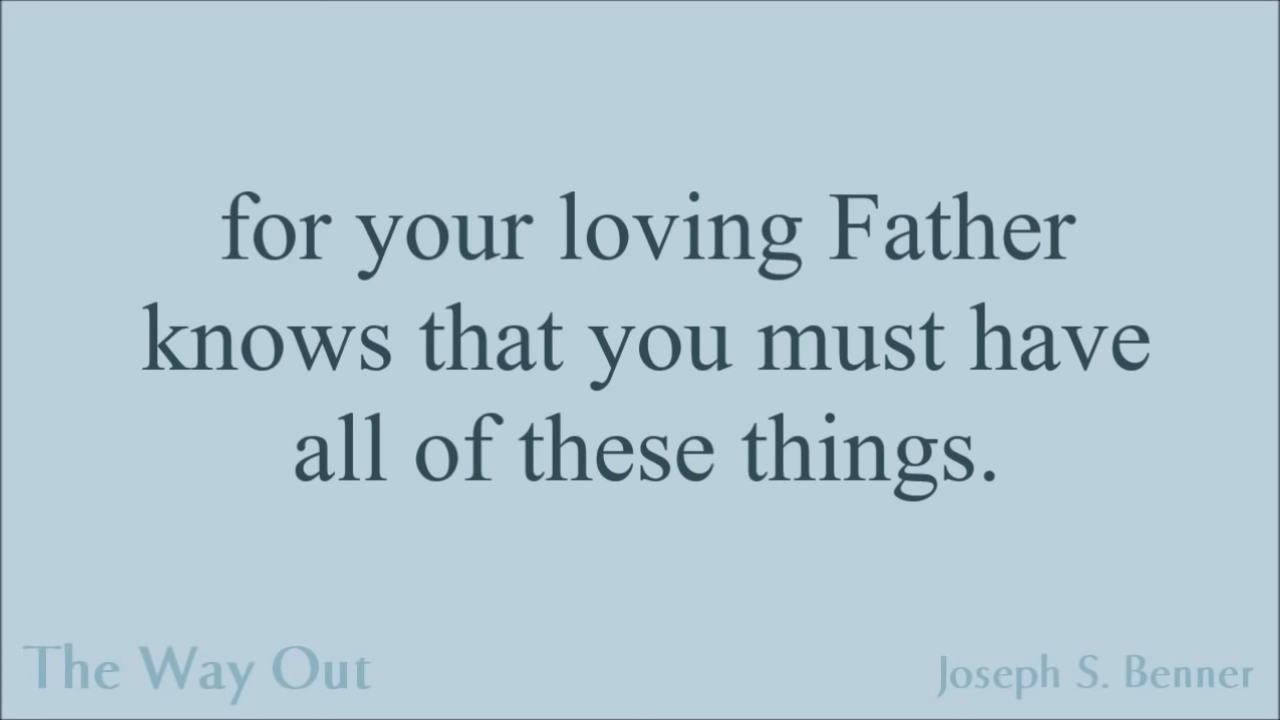 for your loving Father
knows that you must have
all of these things.
The Way Out
Joseph S. Benner